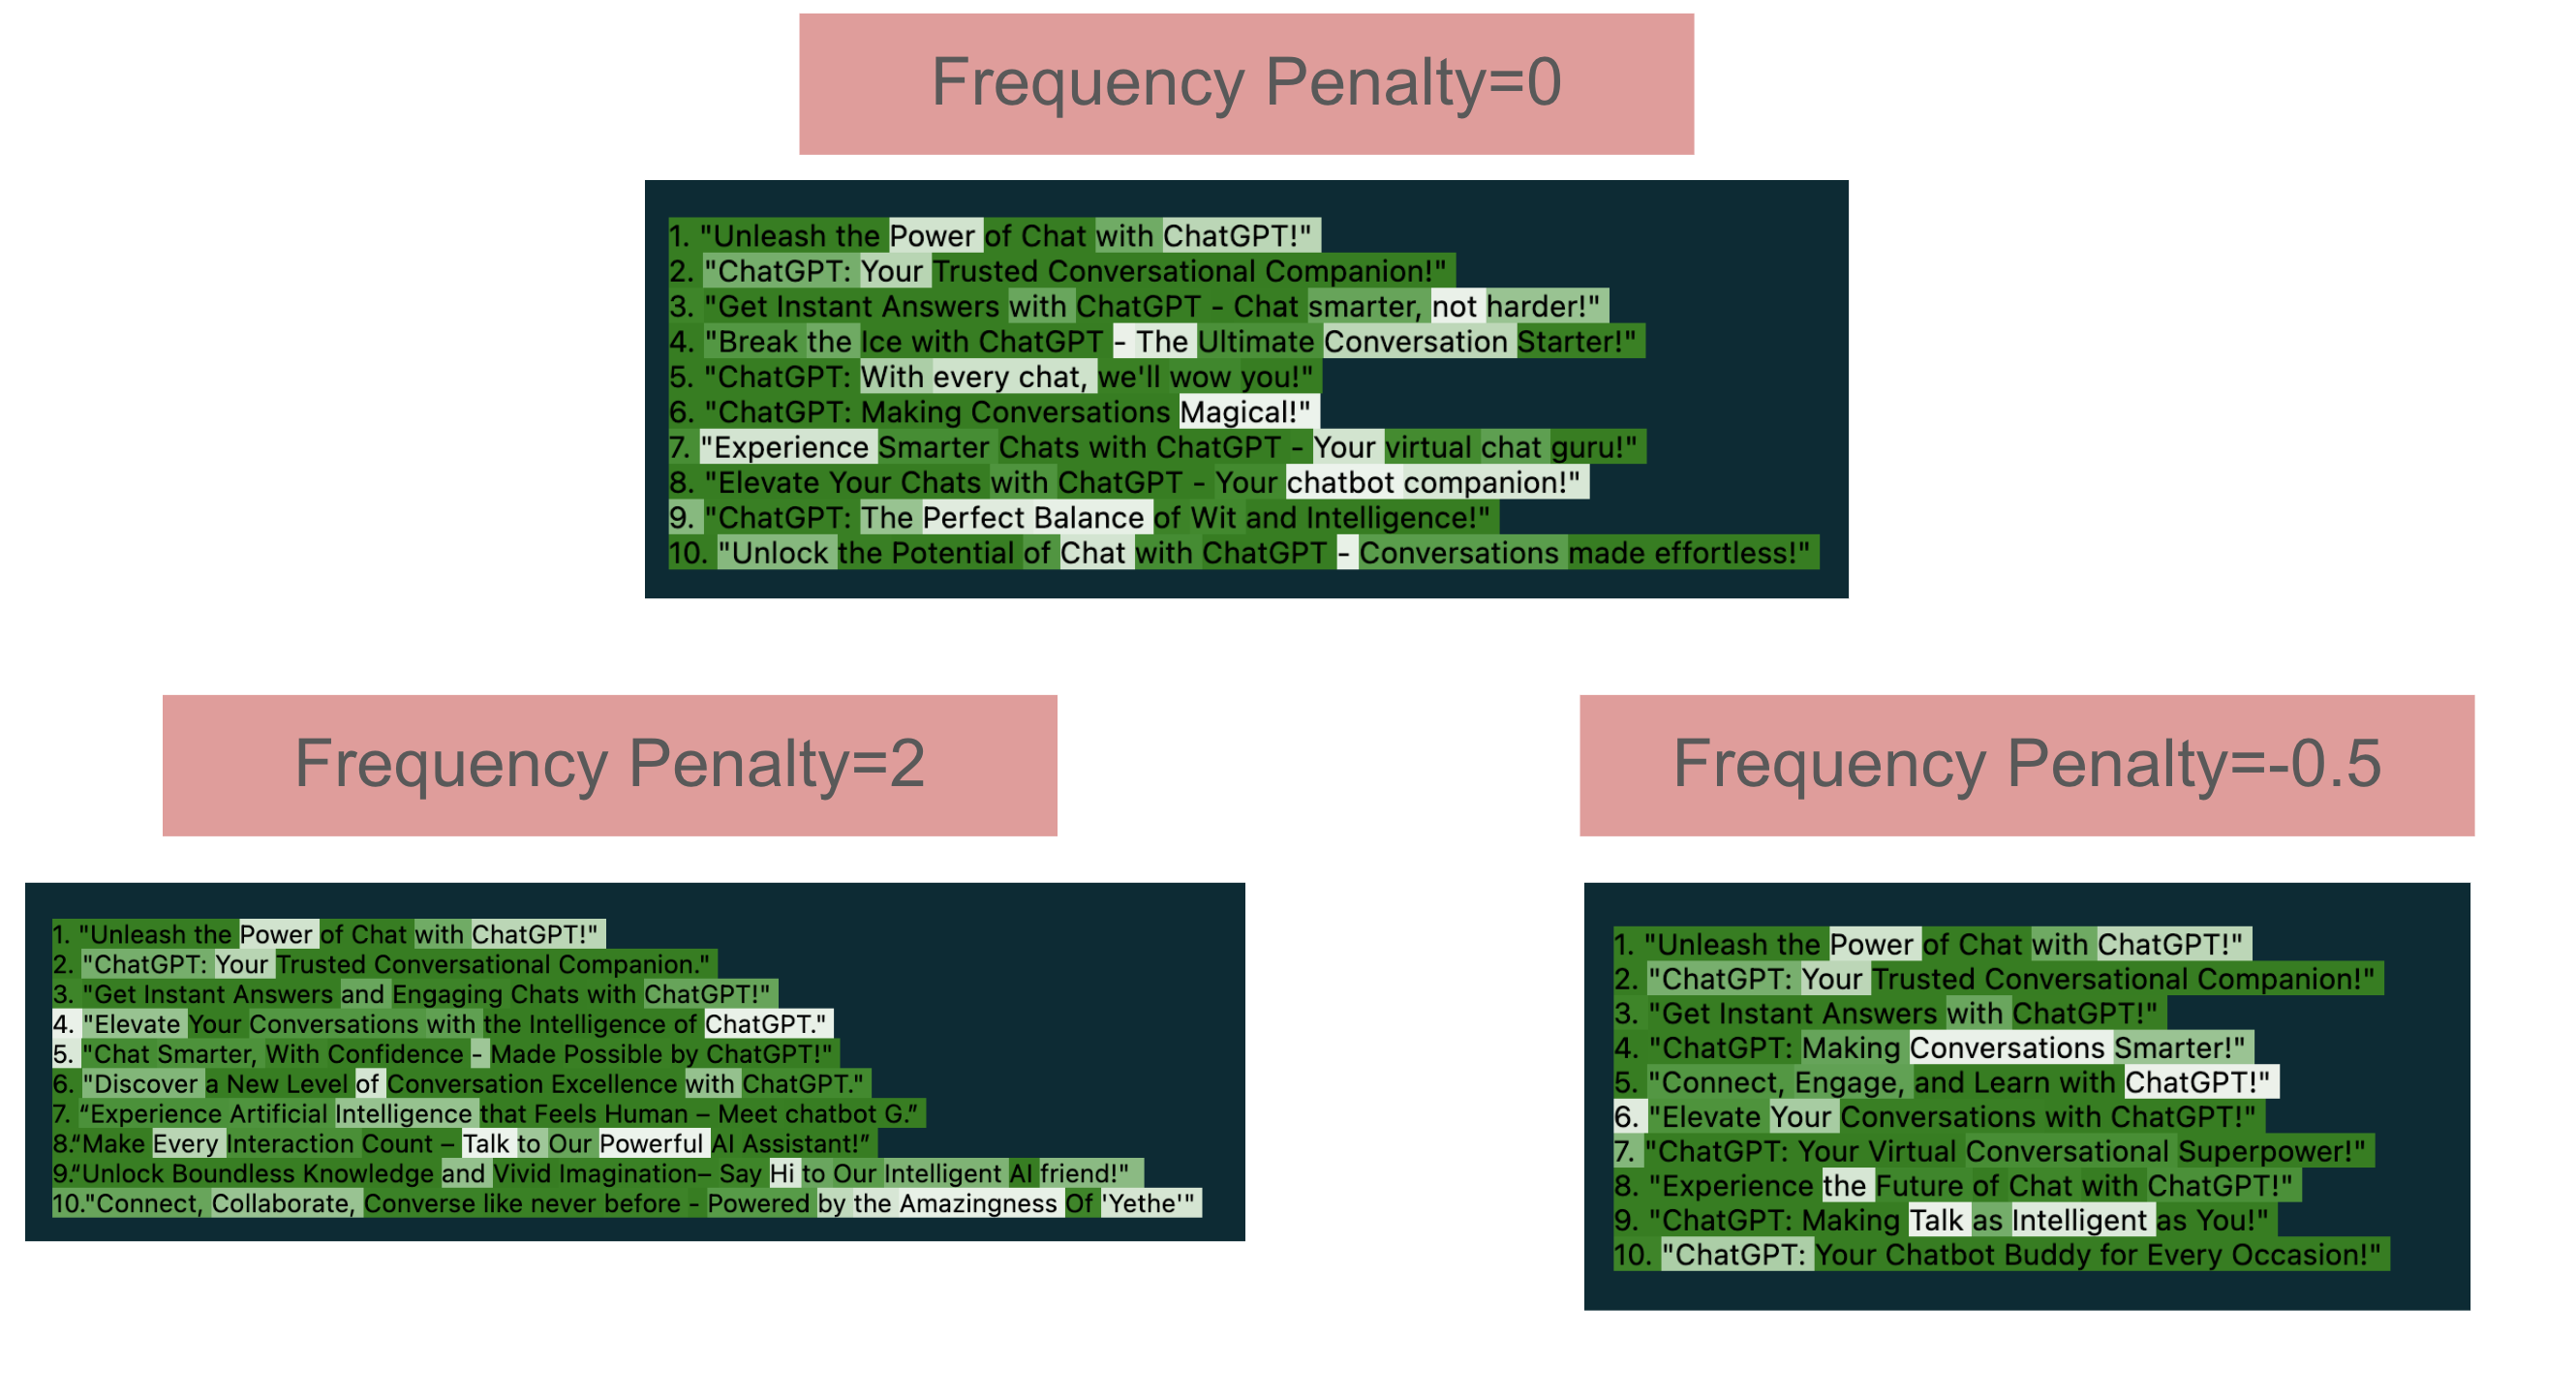 Frequency Penalty=0
1. "Unleash the Power of Chat with ChatGPT!"
2. "ChatGPT: Your Trusted Conversational Companion!"
3. "Get Instant Answers with ChatGPT - Chat smarter, not harder!"
4. "Break the Ice with ChatGPT - The Ultimate Conversation Starter!"
5. "ChatGPT: With every chat, we'll wow you!"
6. "ChatGPT: Making Conversations Magical!"
7. "Experience Smarter Chats with ChatGPT - Your virtual chat guru!"
8. "Elevate Your Chats with ChatGPT - Your chatbot companion!"
9. "ChatGPT: The Perfect Balance of Wit and Intelligence!"
10. "Unlock the Potential of Chat with ChatGPT - Conversations made effortless!"
Frequency Penalty=2
1. "Unleash the Power of Chat with ChatGPT!"
2. "ChatGPT: Your Trusted Conversational Companion."
3. "Get Instant Answers and Engaging Chats with ChatGPT!"
4. "Elevate Your Conversations with the Intelligence of ChatGPT."
5. "Chat Smarter, With Confidence - Made Possible by ChatGPT!"
6. "Discover a New Level of Conversation Excellence with ChatGPT."
7. “Experience Artificial Intelligence that Feels Human – Meet chatbot G.”
8.“Make Every Interaction Count – Talk to Our Powerful AI Assistant!”
9.“Unlock Boundless Knowledge and Vivid Imagination– Say Hi to Our Intelligent AI friend!"
10."Connect, Collaborate, Converse like never before - Powered by the Amazingness Of 'Yethe'"
Frequency Penalty=-0.5
1. "Unleash the Power of Chat with ChatGPT!"
2. "ChatGPT: Your Trusted Conversational Companion!"
3. "Get Instant Answers with ChatGPT!"
4. "ChatGPT: Making Conversations Smarter!"
5. "Connect, Engage, and Learn with ChatGPT!"
6. "Elevate Your Conversations with ChatGPT!"
7. "ChatGPT: Your Virtual Conversational Superpower!"
8. "Experience the Future of Chat with ChatGPT!"
9. "ChatGPT: Making Talk as Intelligent as You!"
10. "ChatGPT: Your Chatbot Buddy for Every Occasion!"